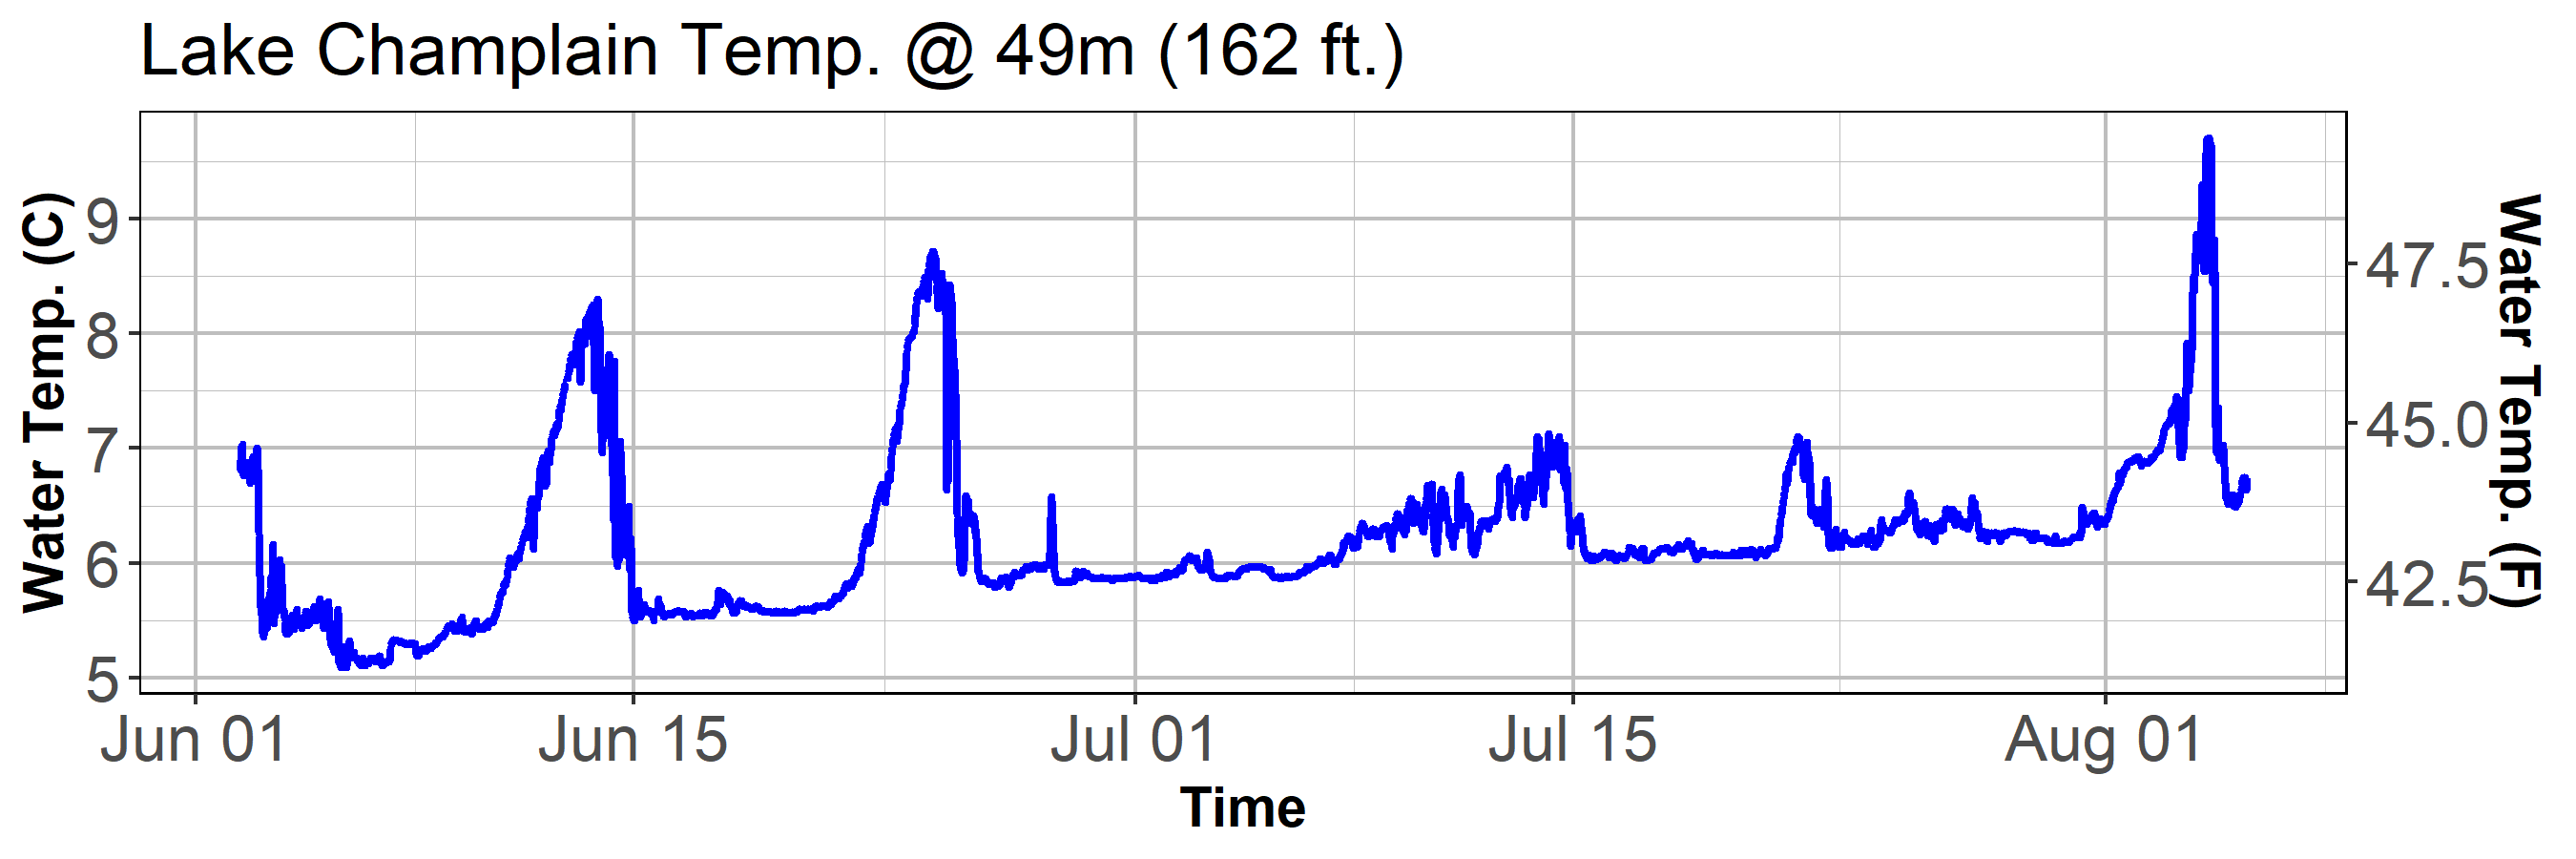 Lake Champlain Temp. @ 49m (162 ft.)
Water Temp. (C)
9
8
7
6
5
47.5
45.0
42.5
Water Temp. (F)
Jun 01 Jun 15 Jul 01 Jul 15 Aug 01
Time